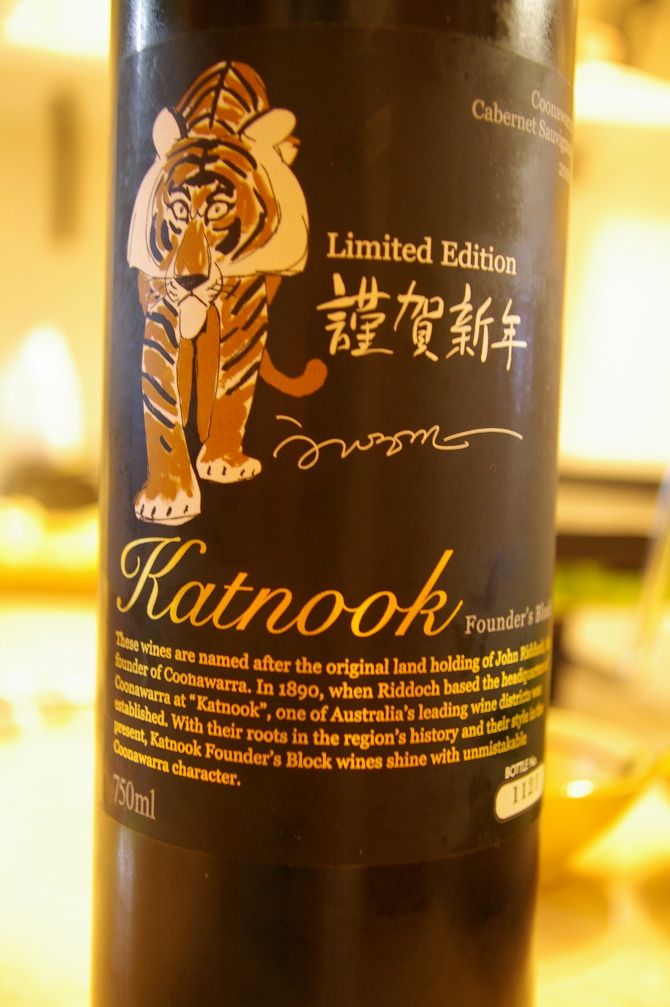 Cabernet
Limited Edition
謹賀新年
Katnook
Founder's
These wines are named after the original land holding of John Riddoch,
founder of Coonawarra. In 1890, when Riddoch based the headquarters of
Coonawarra at "Katnook", one of Australia's leading wine districts was
established. With their roots in the region's history and their style in the
present, Katnook Founder's Block wines shine with unmistakable
Coonawarra character.
750ml
BOTTLE No.